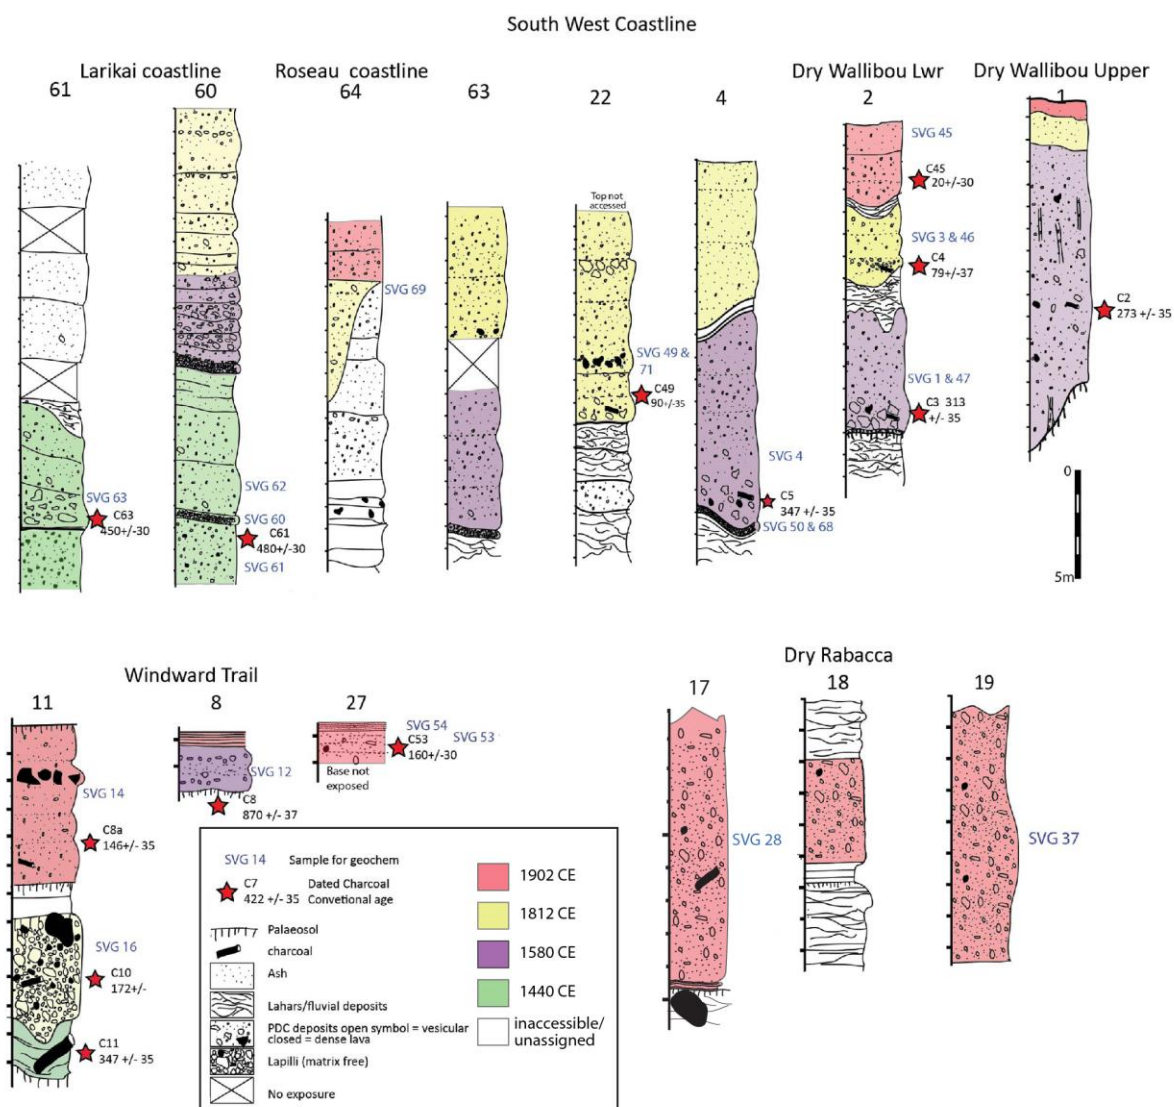 South West Coastline
Larikai coastline
Roseau coastline
Dry Wallibou Lwr
Dry Wallibou Upper
61
60
64
63
22
4
2
1
SVG 63
C63
450+/-30
SVG 62
SVG 60
C61
480+/-30
SVG 61
SVG 69
Top not
accessed
SVG 49 &
71
C49
90+/-35
SVG 4
C5
347 +/- 35
SVG 50 & 68
SVG 45
C45
20+/-30
SVG 3 & 46
C4
79+/-37
SVG 1 & 47
C3 313
+/- 35
C2
273 +/- 35
0
5m
Windward Trail
Dry Rabacca
11
8
27
17
18
19
SVG 14
C8a
146+/- 35
SVG 16
C10
172+/-
C11
347 +/- 35
SVG 12
C8
870 +/- 37
SVG 54
SVG 53
C53
160+/-30
Base not
exposed
SVG 28
SVG 37
SVG 14 Sample for geochem
C7 Dated Charcoal
422 +/- 35 Convetional age
Palaeosol
charcoal
Ash
Lahars/fluvial deposits
PDC deposits open symbol = vesicular
closed = dense lava
Lapilli (matrix free)
No exposure
1902 CE
1812 CE
1580 CE
1440 CE
inaccessible/
unassigned